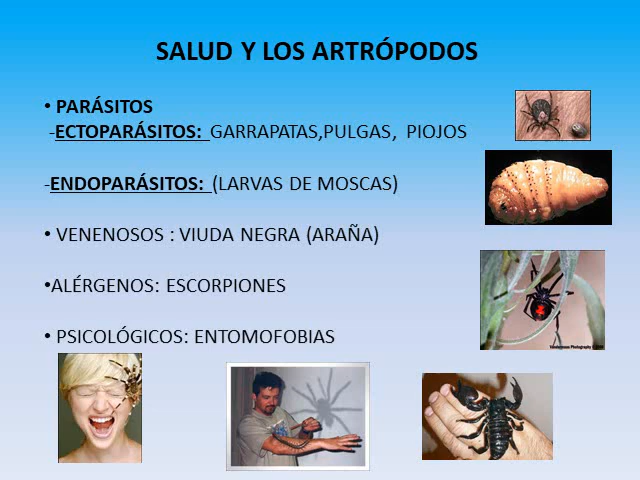 SALUD Y LOS ARTRÓPODOS
• PARÁSITOS
-ECTOPARÁSITOS: GARRAPATAS,PULGAS, PIOJOS
-ENDOPARÁSITOS: (LARVAS DE MOSCAS)
• VENENOSOS : VIUDA NEGRA (ARAÑA)
•ALÉRGENOS: ESCORPIONES
• PSICOLÓGICOS: ENTOMOFOBIAS